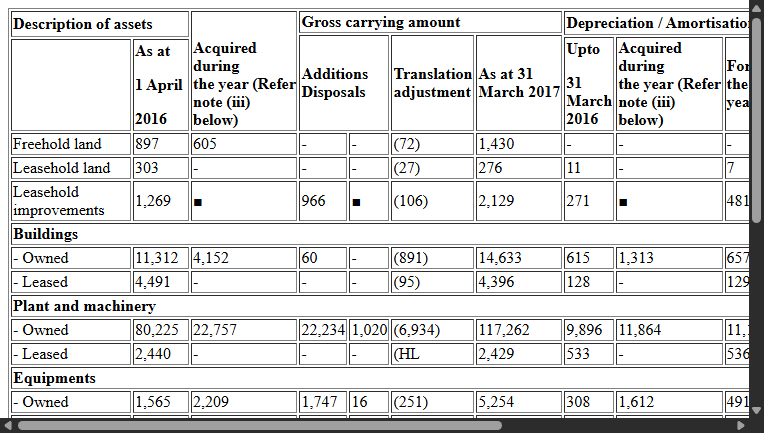 Description of assets Gross carrying amount Depreciation / Amortisation
As at
1 April
2016
Acquired
during
the year (Refer
note (iii)
below)
Additions
Disposals
Translation
adjustment
As at 31
March 2017
Upto
31
March
2016
Acquired
during
the year (Refer
note (iii)
below)
For
the
yea
Freehold land 897 605 - - (72) 1,430 - - -
Leasehold land 303 - - - (27) 276 11 - 7
Leasehold
improvements 1,269 ■ 966 ■ (106) 2,129 271 ■ 481
Buildings
- Owned 11,312 4,152 60 - (891) 14,633 615 1,313 657
- Leased 4,491 - - - (95) 4,396 128 - 129
Plant and machinery
- Owned 80,225 22,757 22,234 1,020 (6,934) 117,262 9,896 11,864 11,
- Leased 2,440 - - - (HL 2,429 533 - 536
Equipments
- Owned 1,565 2,209 1,747 16 (251) 5,254 308 1,612 491